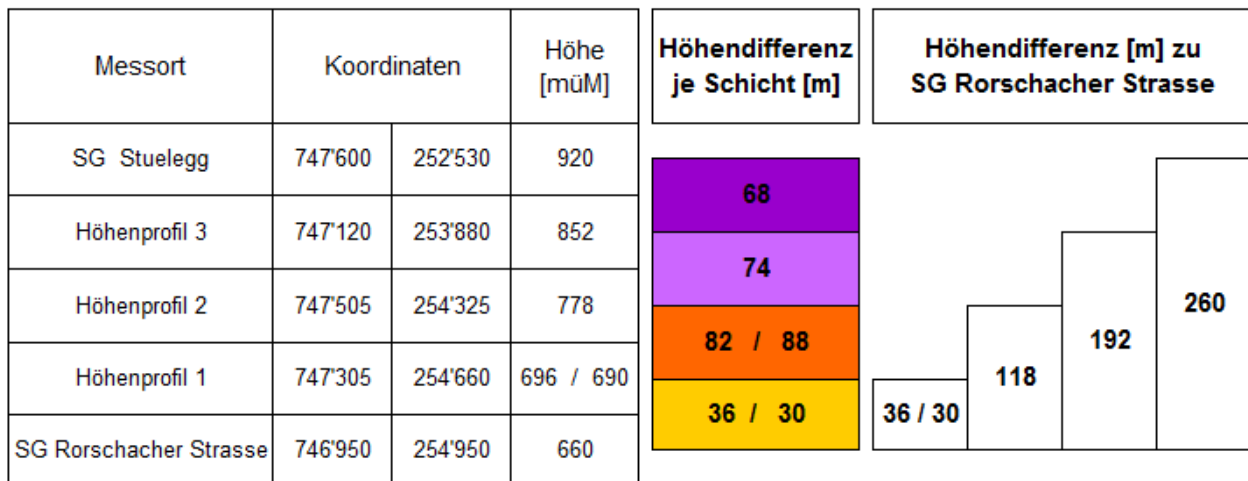 Messort Koordinaten Höhe [müM] Höhendifferenz je Schicht [m] Höhendifferenz [m] zu SG Rorschacher Strasse
SG Stuelegg 747'600 252'530 920
68
Höhenprofil 3 747'120 253'880 852
74
Höhenprofil 2 747'505 254'325 778
82 / 88
Höhenprofil 1 747'305 254'660 696 / 690
36 / 30
SG Rorschacher Strasse 746'950 254'950 660
36 / 30 118 192 260